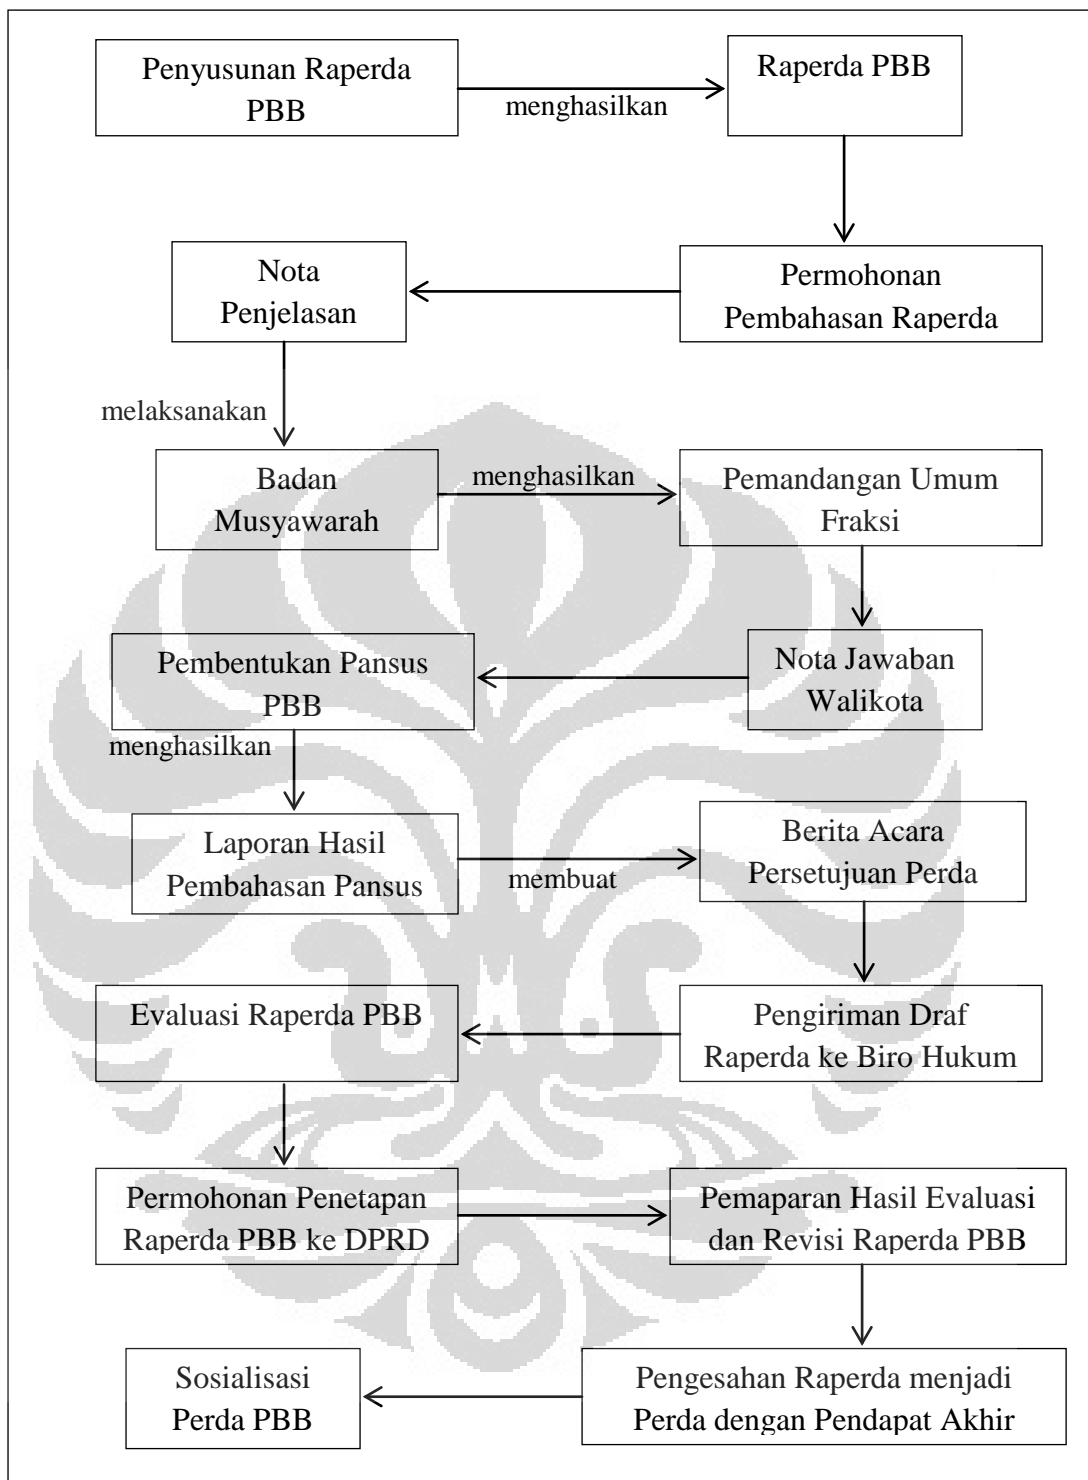 Penyusunan Raperda
PBB
menghasilkan
Raperda PBB
Permohonan
Pembahasan Raperda
Nota
Penjelasan
melaksanakan
Badan
Musyawarah
menghasilkan
Pemandangan Umum
Fraksi
Nota Jawaban
Walikota
Pembentukan Pansus
PBB
menghasilkan
Laporan Hasil
Pembahasan Pansus
membuat
Berita Acara
Persetujuan Perda
Pengiriman Draf
Raperda ke Biro Hukum
Evaluasi Raperda PBB
Permohonan Penetapan
Raperda PBB ke DPRD
Pemaparan Hasil Evaluasi
dan Revisi Raperda PBB
Pengesahan Raperda menjadi
Perda dengan Pendapat Akhir
Sosialisasi
Perda PBB